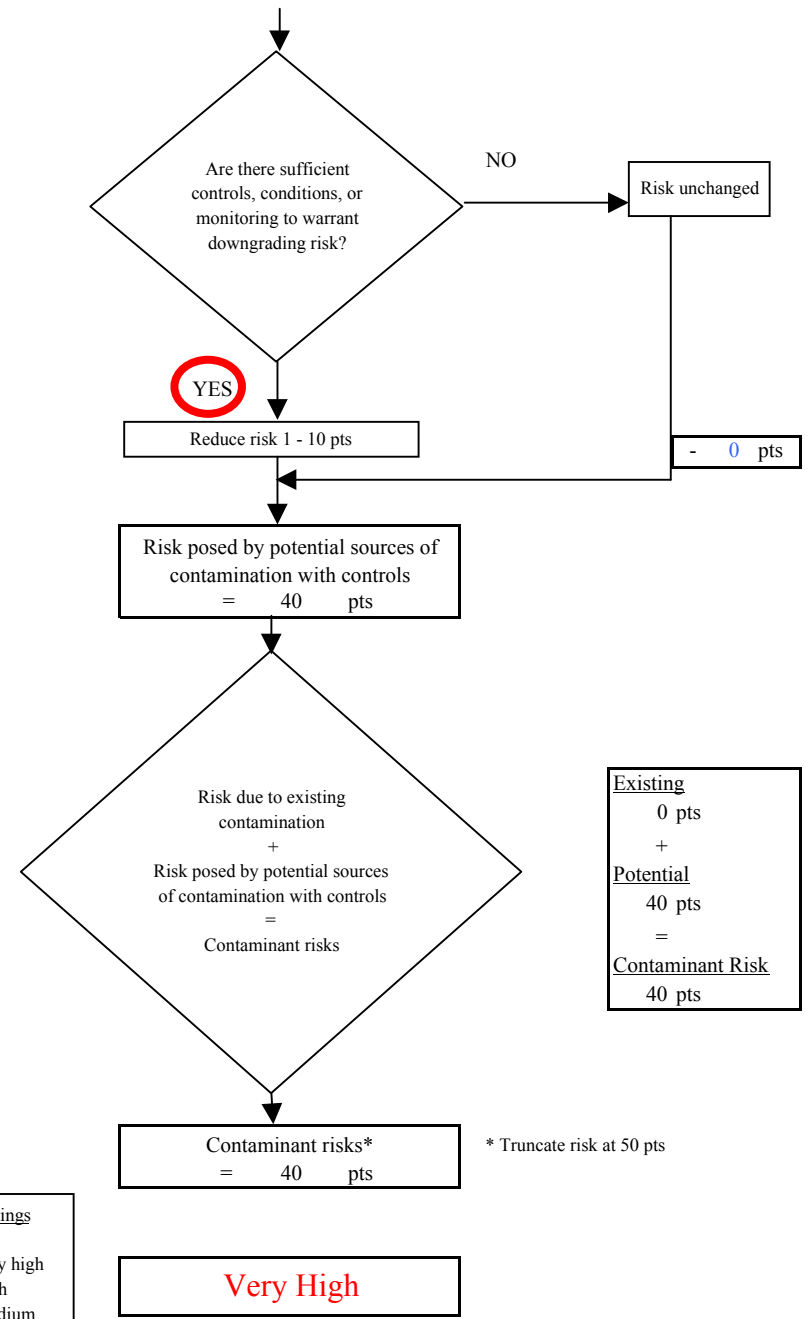 Are there sufficient
controls, conditions, or
monitoring to warrant
downgrading risk?
NO
Risk unchanged
YES
Reduce risk 1 - 10 pts
- 0 pts
Risk posed by potential sources of
contamination with controls
= 40 pts
Risk due to existing
contamination
+
Risk posed by potential sources
of contamination with controls
=
Contaminant risks
Existing
0 pts
+
Potential
40 pts
=
Contaminant Risk
40 pts
Contaminant risks*
= 40 pts
* Truncate risk at 50 pts
ings
y high
h
dium
Very High